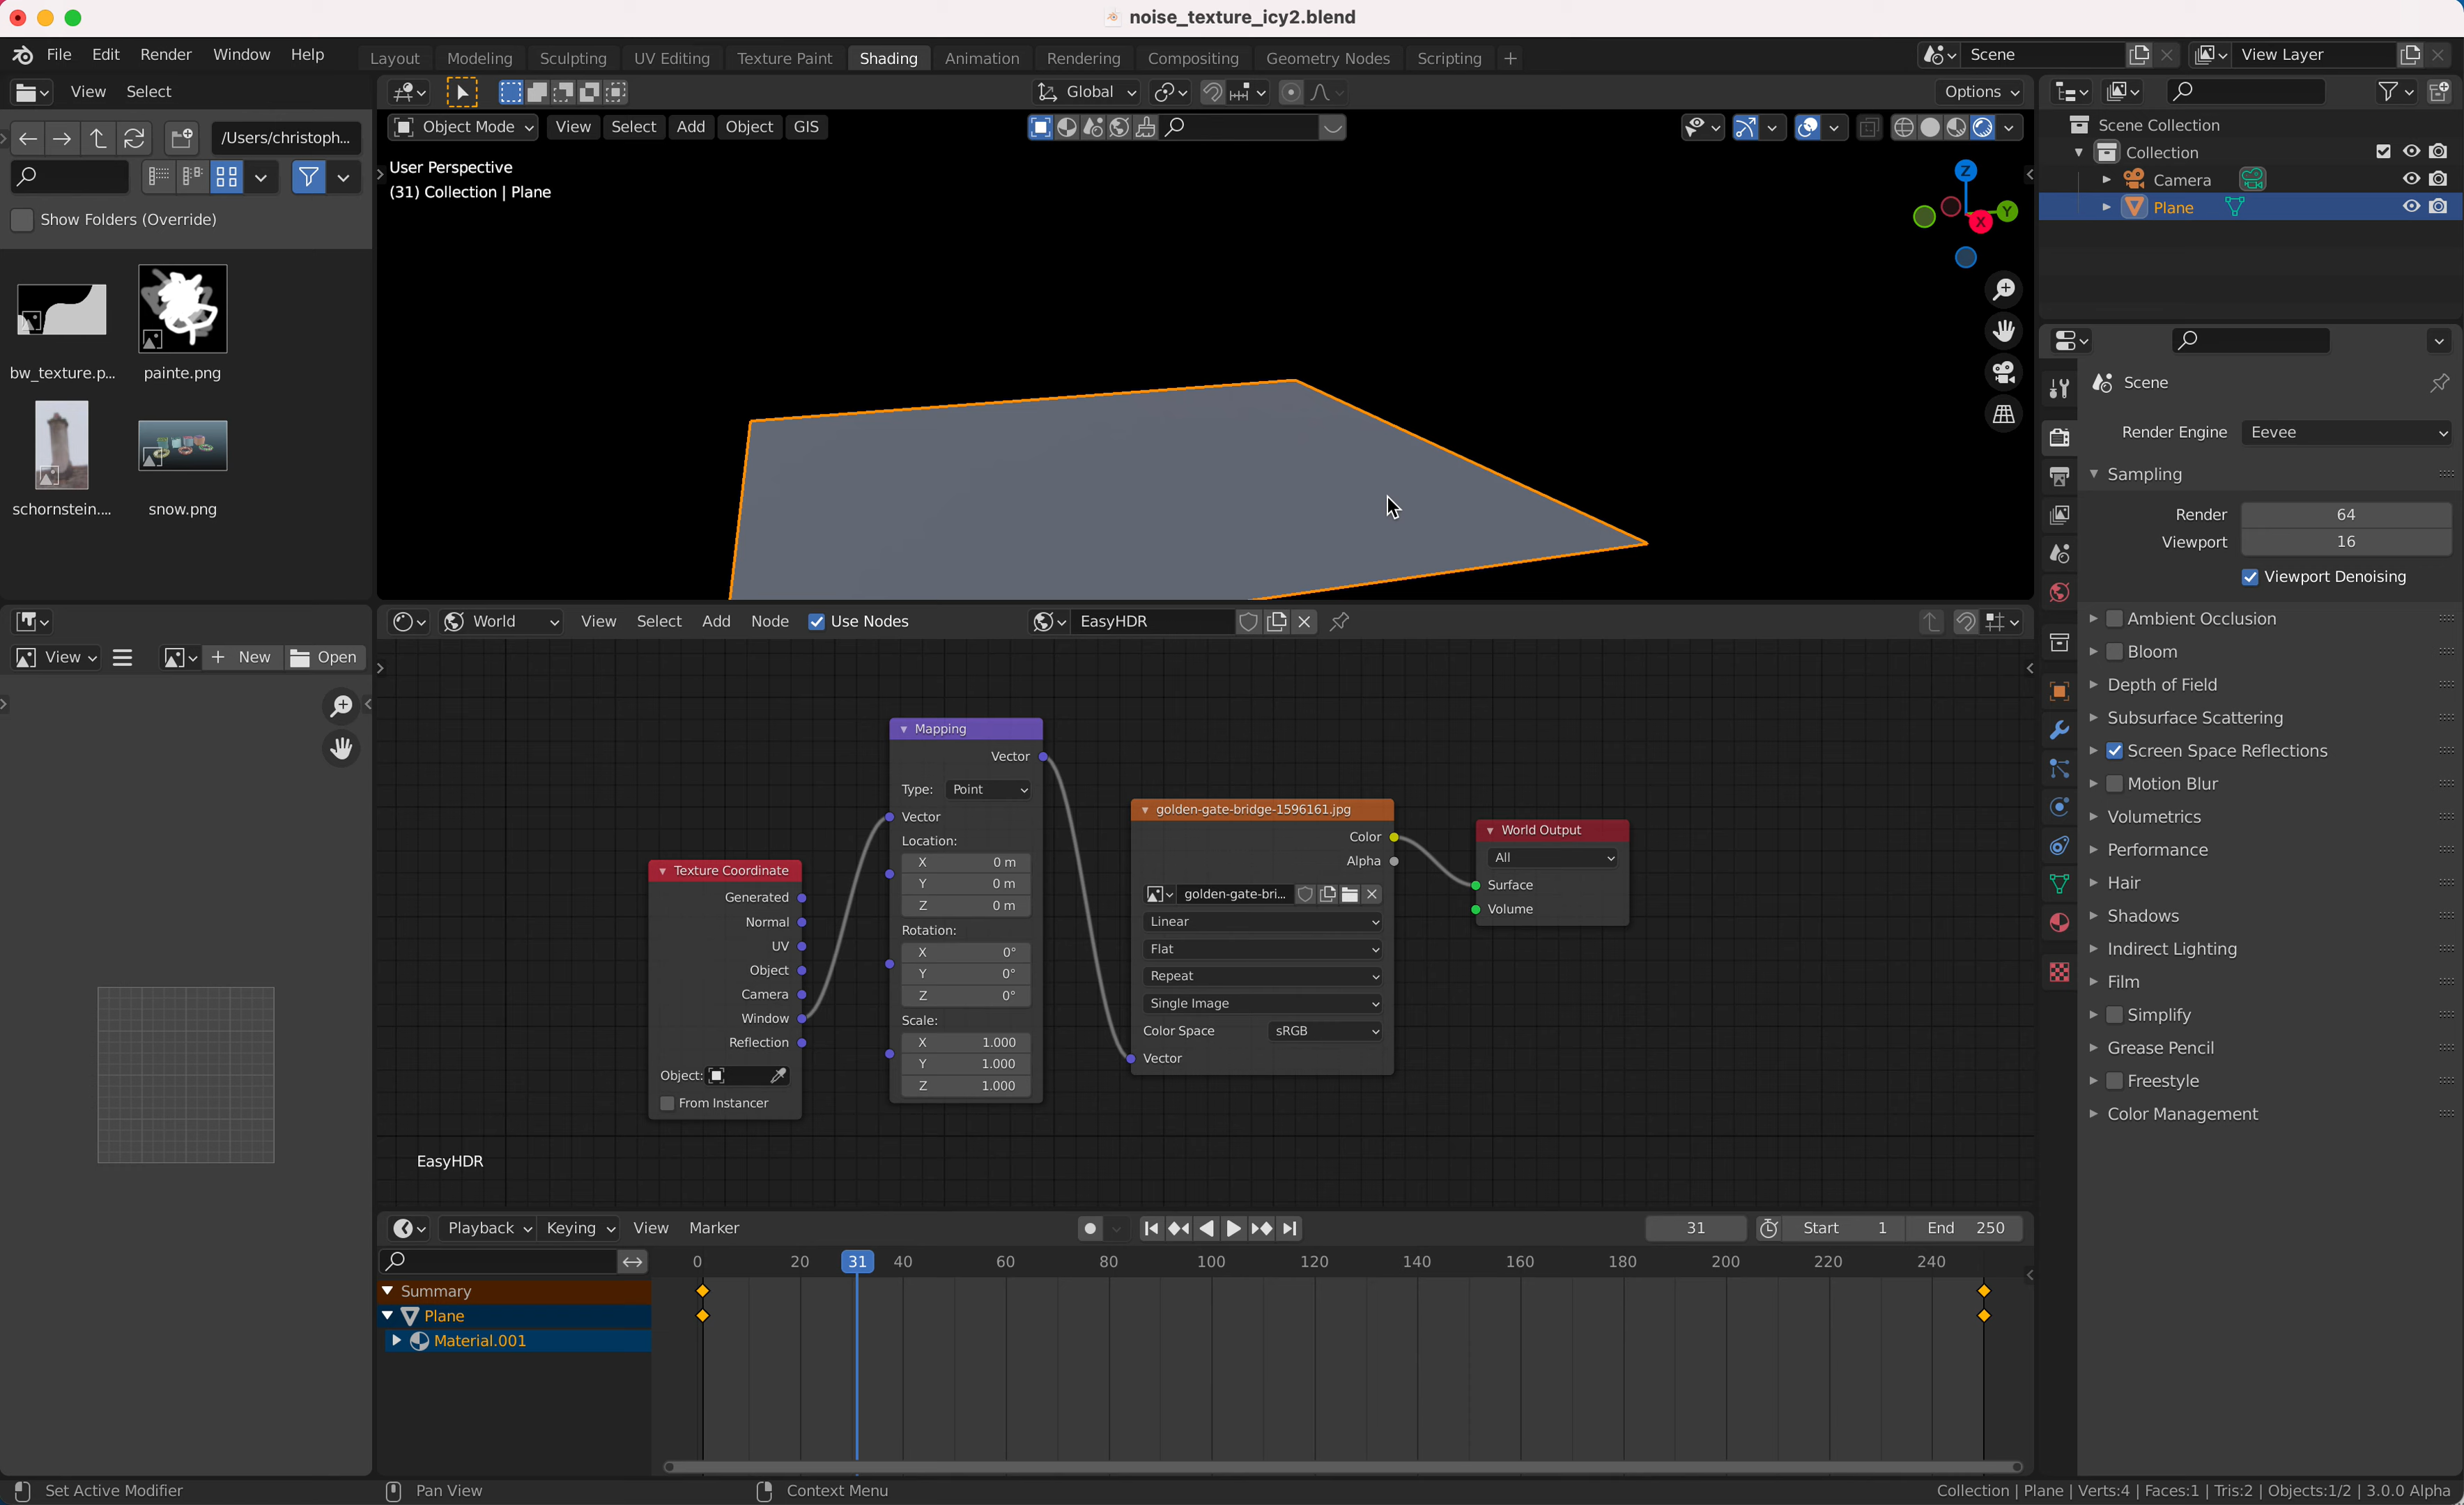 noise_texture_icy2.blend
File Edit Render Window Help
Layout Modeling Sculpting UV Editing Texture Paint Shading Animation Rendering Compositing Geometry Nodes Scripting +
Scene
View Layer
View Select
Global
Options
/Users/christoph...
Object Mode View Select Add Object GIS
Show Folders (Override)
bw_texture.p...
painte.png
schornstein....
snow.png
User Perspective
(31) Collection | Plane
Z
Y
X
Scene Collection
Collection
Camera
Plane
Scene
Render Engine Eevee
Sampling
Render 64
Viewport 16
Viewport Denoising
Ambient Occlusion
Bloom
Depth of Field
Subsurface Scattering
Screen Space Reflections
Motion Blur
Volumetrics
Performance
Hair
Shadows
Indirect Lighting
Film
Simplify
Grease Pencil
Freestyle
Color Management
View + New Open
World View Select Add Node Use Nodes EasyHDR
Texture Coordinate
Generated
Normal
UV
Object
Camera
Window
Reflection
Object:
From Instancer
Mapping
Vector
Type: Point
Vector
Location:
X 0 m
Y 0 m
Z 0 m
Rotation:
X 0°
Y 0°
Z 0°
Scale:
X 1.000
Y 1.000
Z 1.000
golden-gate-bridge-1596161.jpg
Color
Alpha
golden-gate-bri...
Linear
Flat
Repeat
Single Image
Color Space sRGB
Vector
World Output
All
Surface
Volume
EasyHDR
Playback Keying View Marker
31 Start 1 End 250
0 20 31 40 60 80 100 120 140 160 180 200 220 240
Summary
Plane
Material.001
Set Active Modifier Pan View Context Menu
Collection | Plane | Verts:4 | Faces:1 | Tris:2 | Objects:1/2 | 3.0.0 Alpha